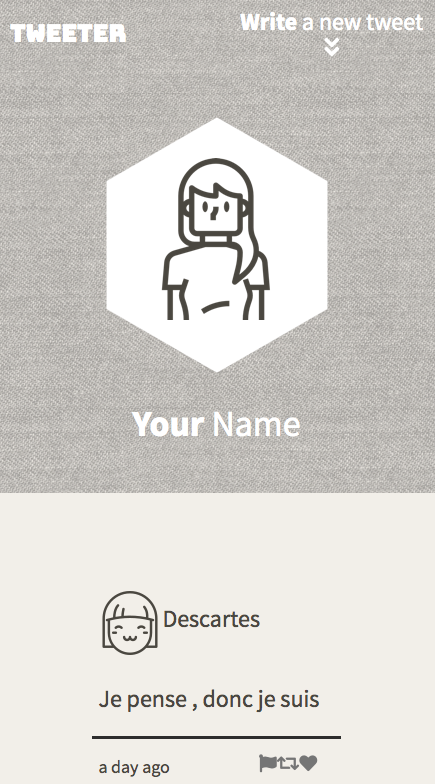 TWEETER
Write a new tweet
Your Name
Descartes
Je pense , donc je suis
a day ago